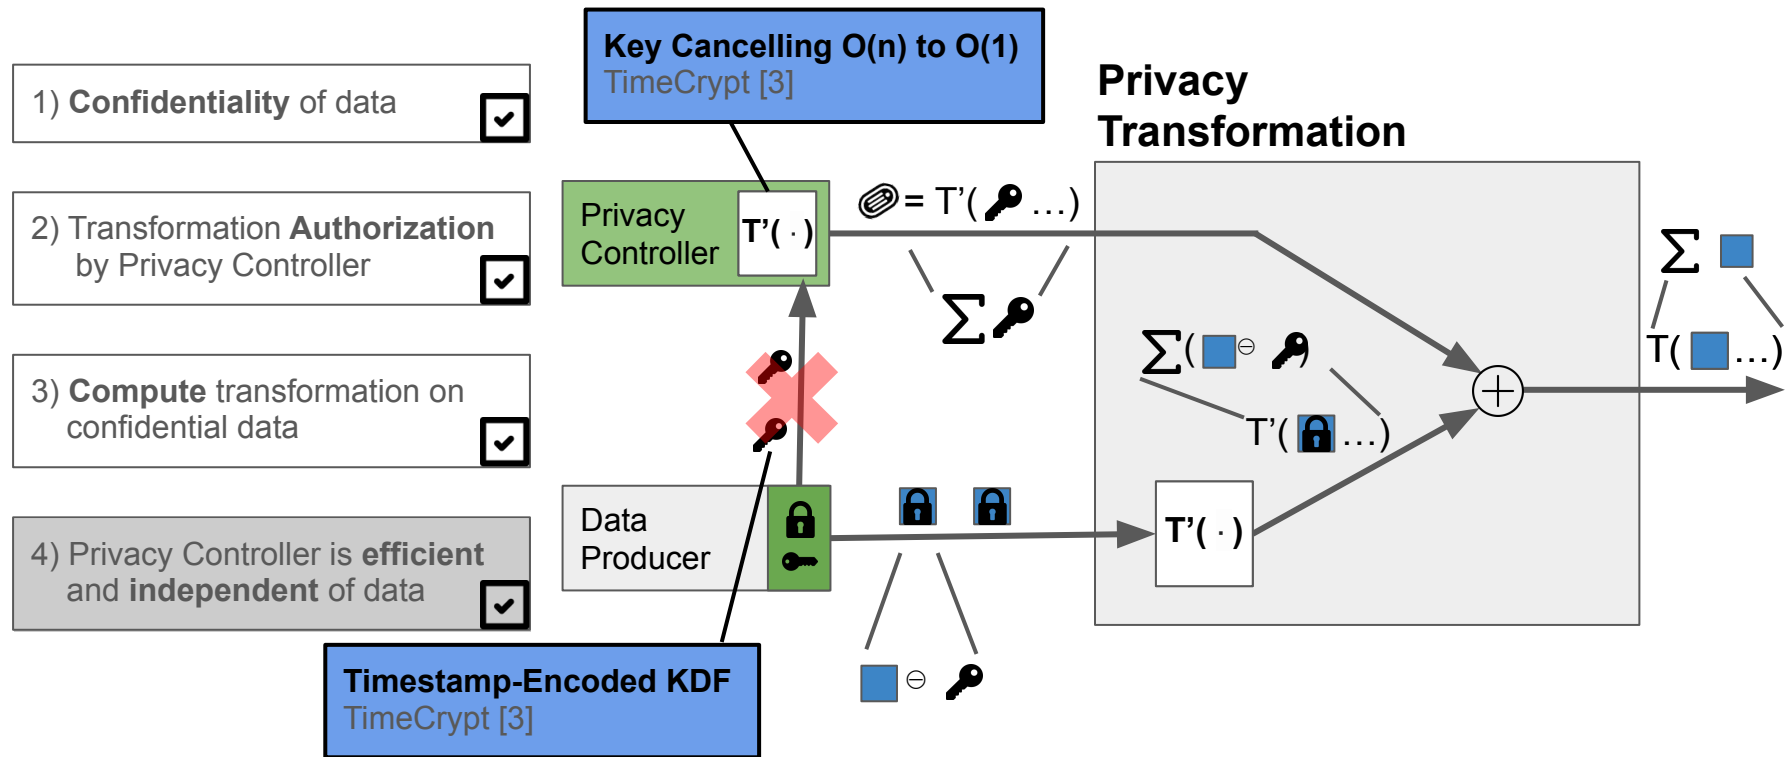 Key Cancelling O(n) to O(1)
TimeCrypt [3]
Privacy
Transformation
1) Confidentiality of data
2) Transformation Authorization
by Privacy Controller
3) Compute transformation on
confidential data
4) Privacy Controller is efficient
and independent of data
Privacy
Controller
T'( · )
= T'( ...)
Σ
Σ( ⊖ )
T'( ...)
Σ
T( ...)
+
Data
Producer
T'( · )
⊖
Timestamp-Encoded KDF
TimeCrypt [3]